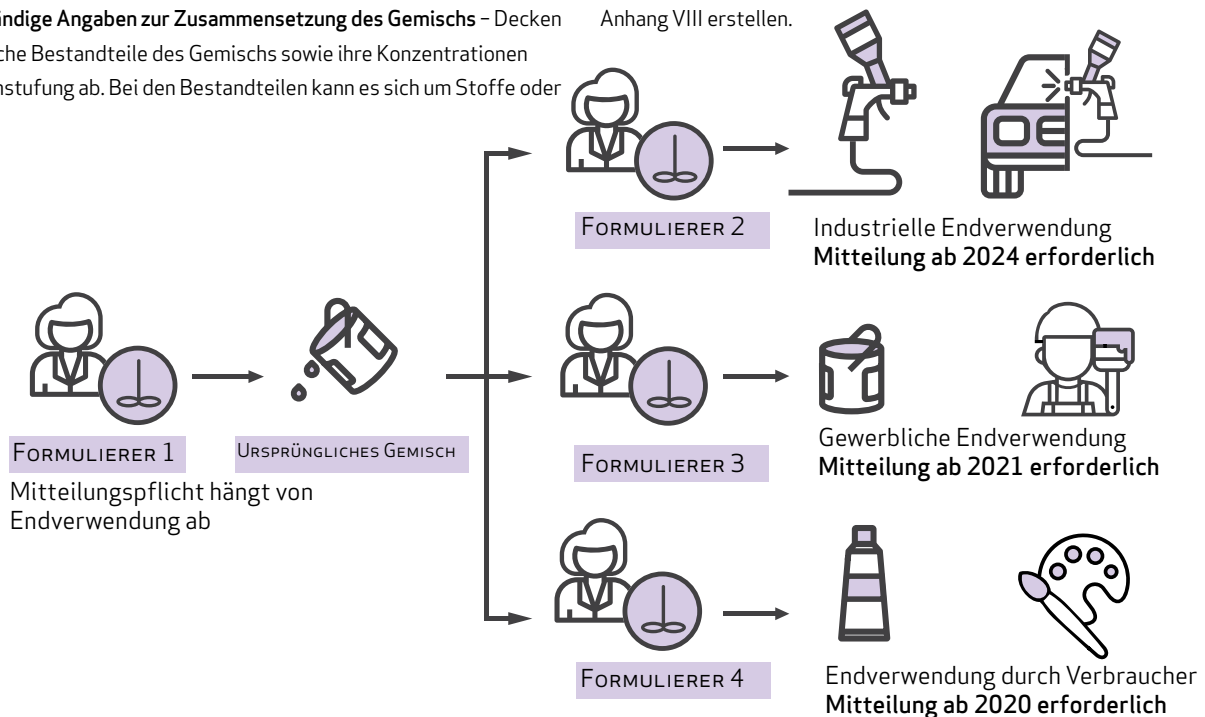 ändige Angaben zur Zusammensetzung des Gemischs – Decken
che Bestandteile des Gemischs sowie ihre Konzentrationen
stufung ab. Bei den Bestandteilen kann es sich um Stoffe oder
Anhang VIII erstellen.
FORMULIERER 2
Industrielle Endverwendung
Mitteilung ab 2024 erforderlich
FORMULIERER 1
URSPRÜNGLICHES GEMISCH
Mitteilungspflicht hängt von
Endverwendung ab
FORMULIERER 3
Gewerbliche Endverwendung
Mitteilung ab 2021 erforderlich
FORMULIERER 4
Endverwendung durch Verbraucher
Mitteilung ab 2020 erforderlich